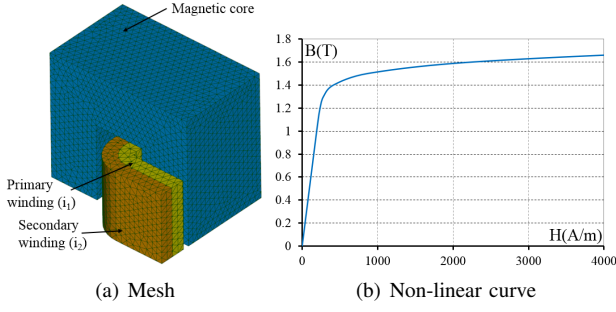 Magnetic core
Primary
winding (i₁)
Secondary
winding (i₂)
(a) Mesh
B(T)
1.8
1.6
1.4
1.2
1
0.8
0.6
0.4
0.2
0
H(A/m)
0 1000 2000 3000 4000
(b) Non-linear curve